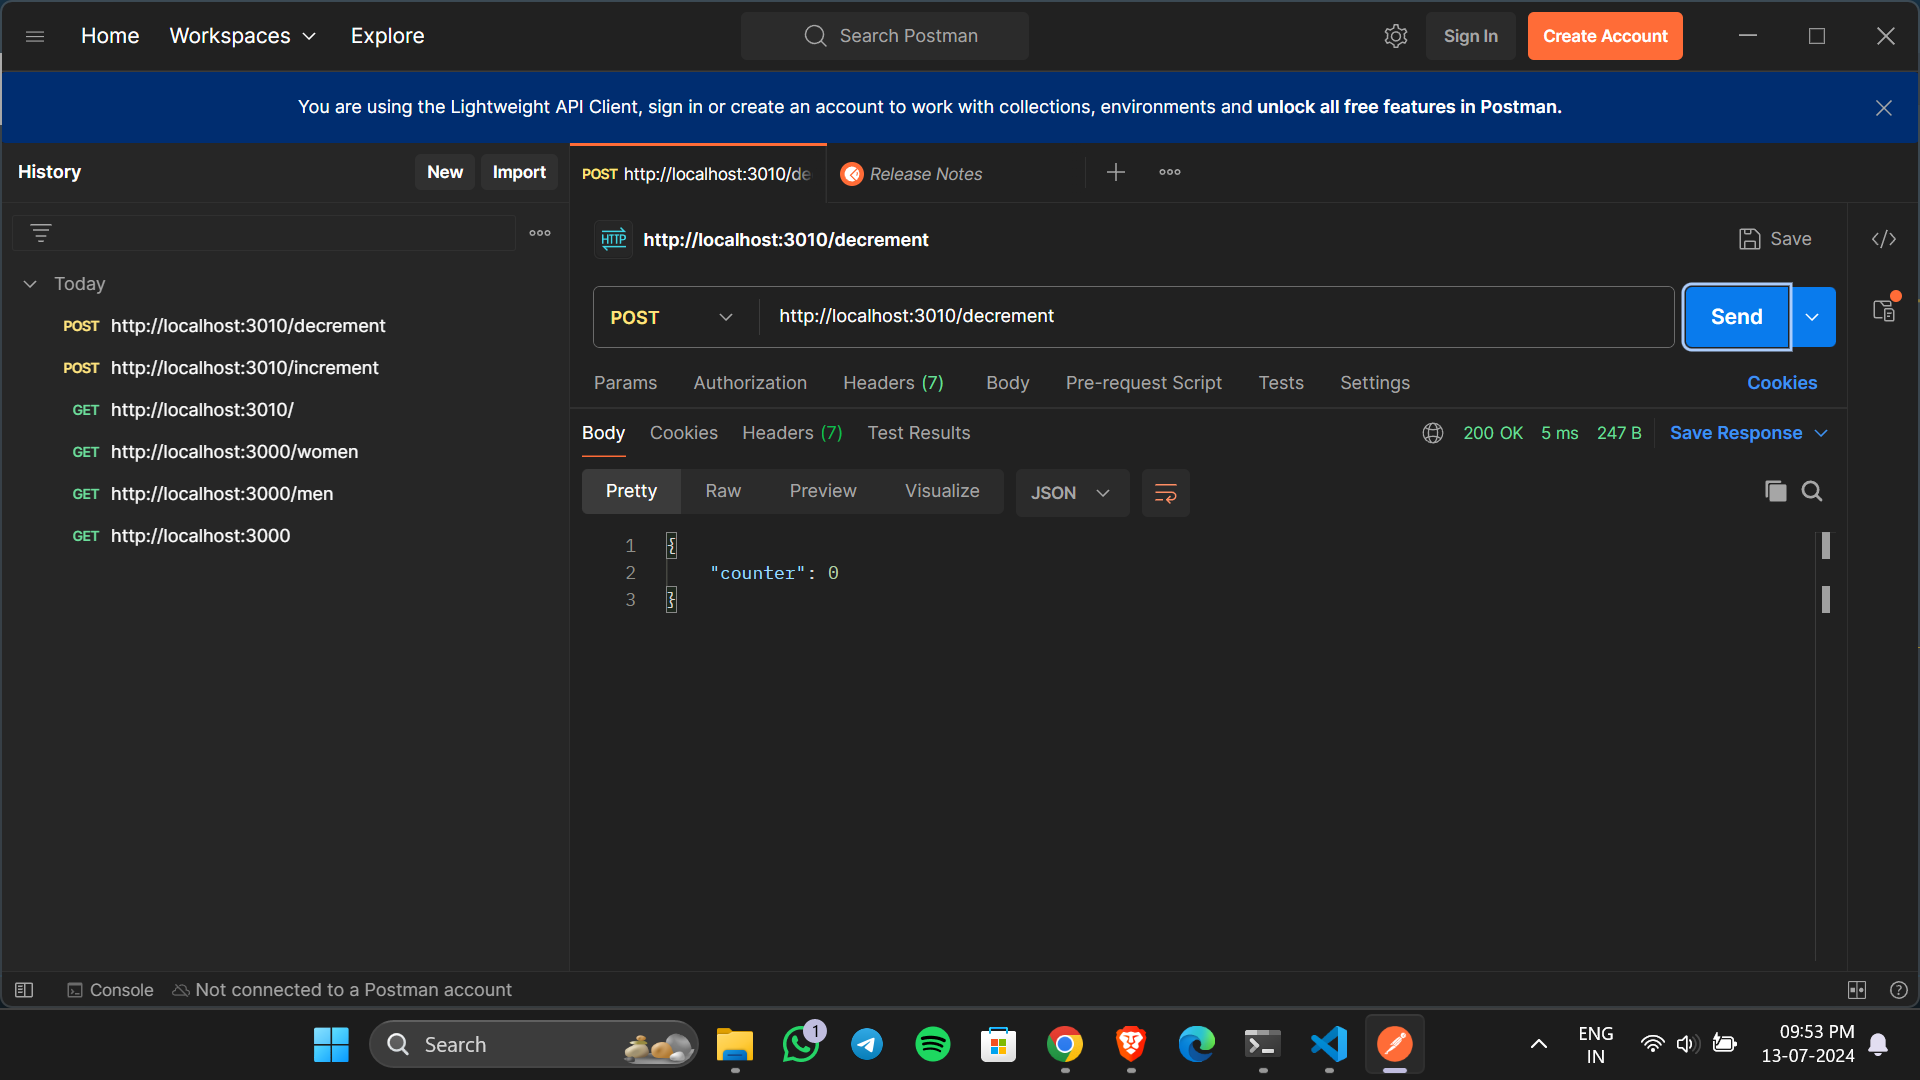 Home Workspaces Explore Search Postman Sign In Create Account
You are using the Lightweight API Client, sign in or create an account to work with collections, environments and unlock all free features in Postman.
History New Import
Today
POST http://localhost:3010/decrement
POST http://localhost:3010/increment
GET http://localhost:3010/
GET http://localhost:3000/women
GET http://localhost:3000/men
GET http://localhost:3000
POST http://localhost:3010/de Release Notes
HTTP http://localhost:3010/decrement Save
POST http://localhost:3010/decrement Send
Params Authorization Headers (7) Body Pre-request Script Tests Settings Cookies
Body Cookies Headers (7) Test Results 200 OK 5 ms 247 B Save Response
Pretty Raw Preview Visualize JSON
1 {
2 "counter": 0
3 }
Console Not connected to a Postman account
Search 1 ENG IN 09:53 PM
13-07-2024